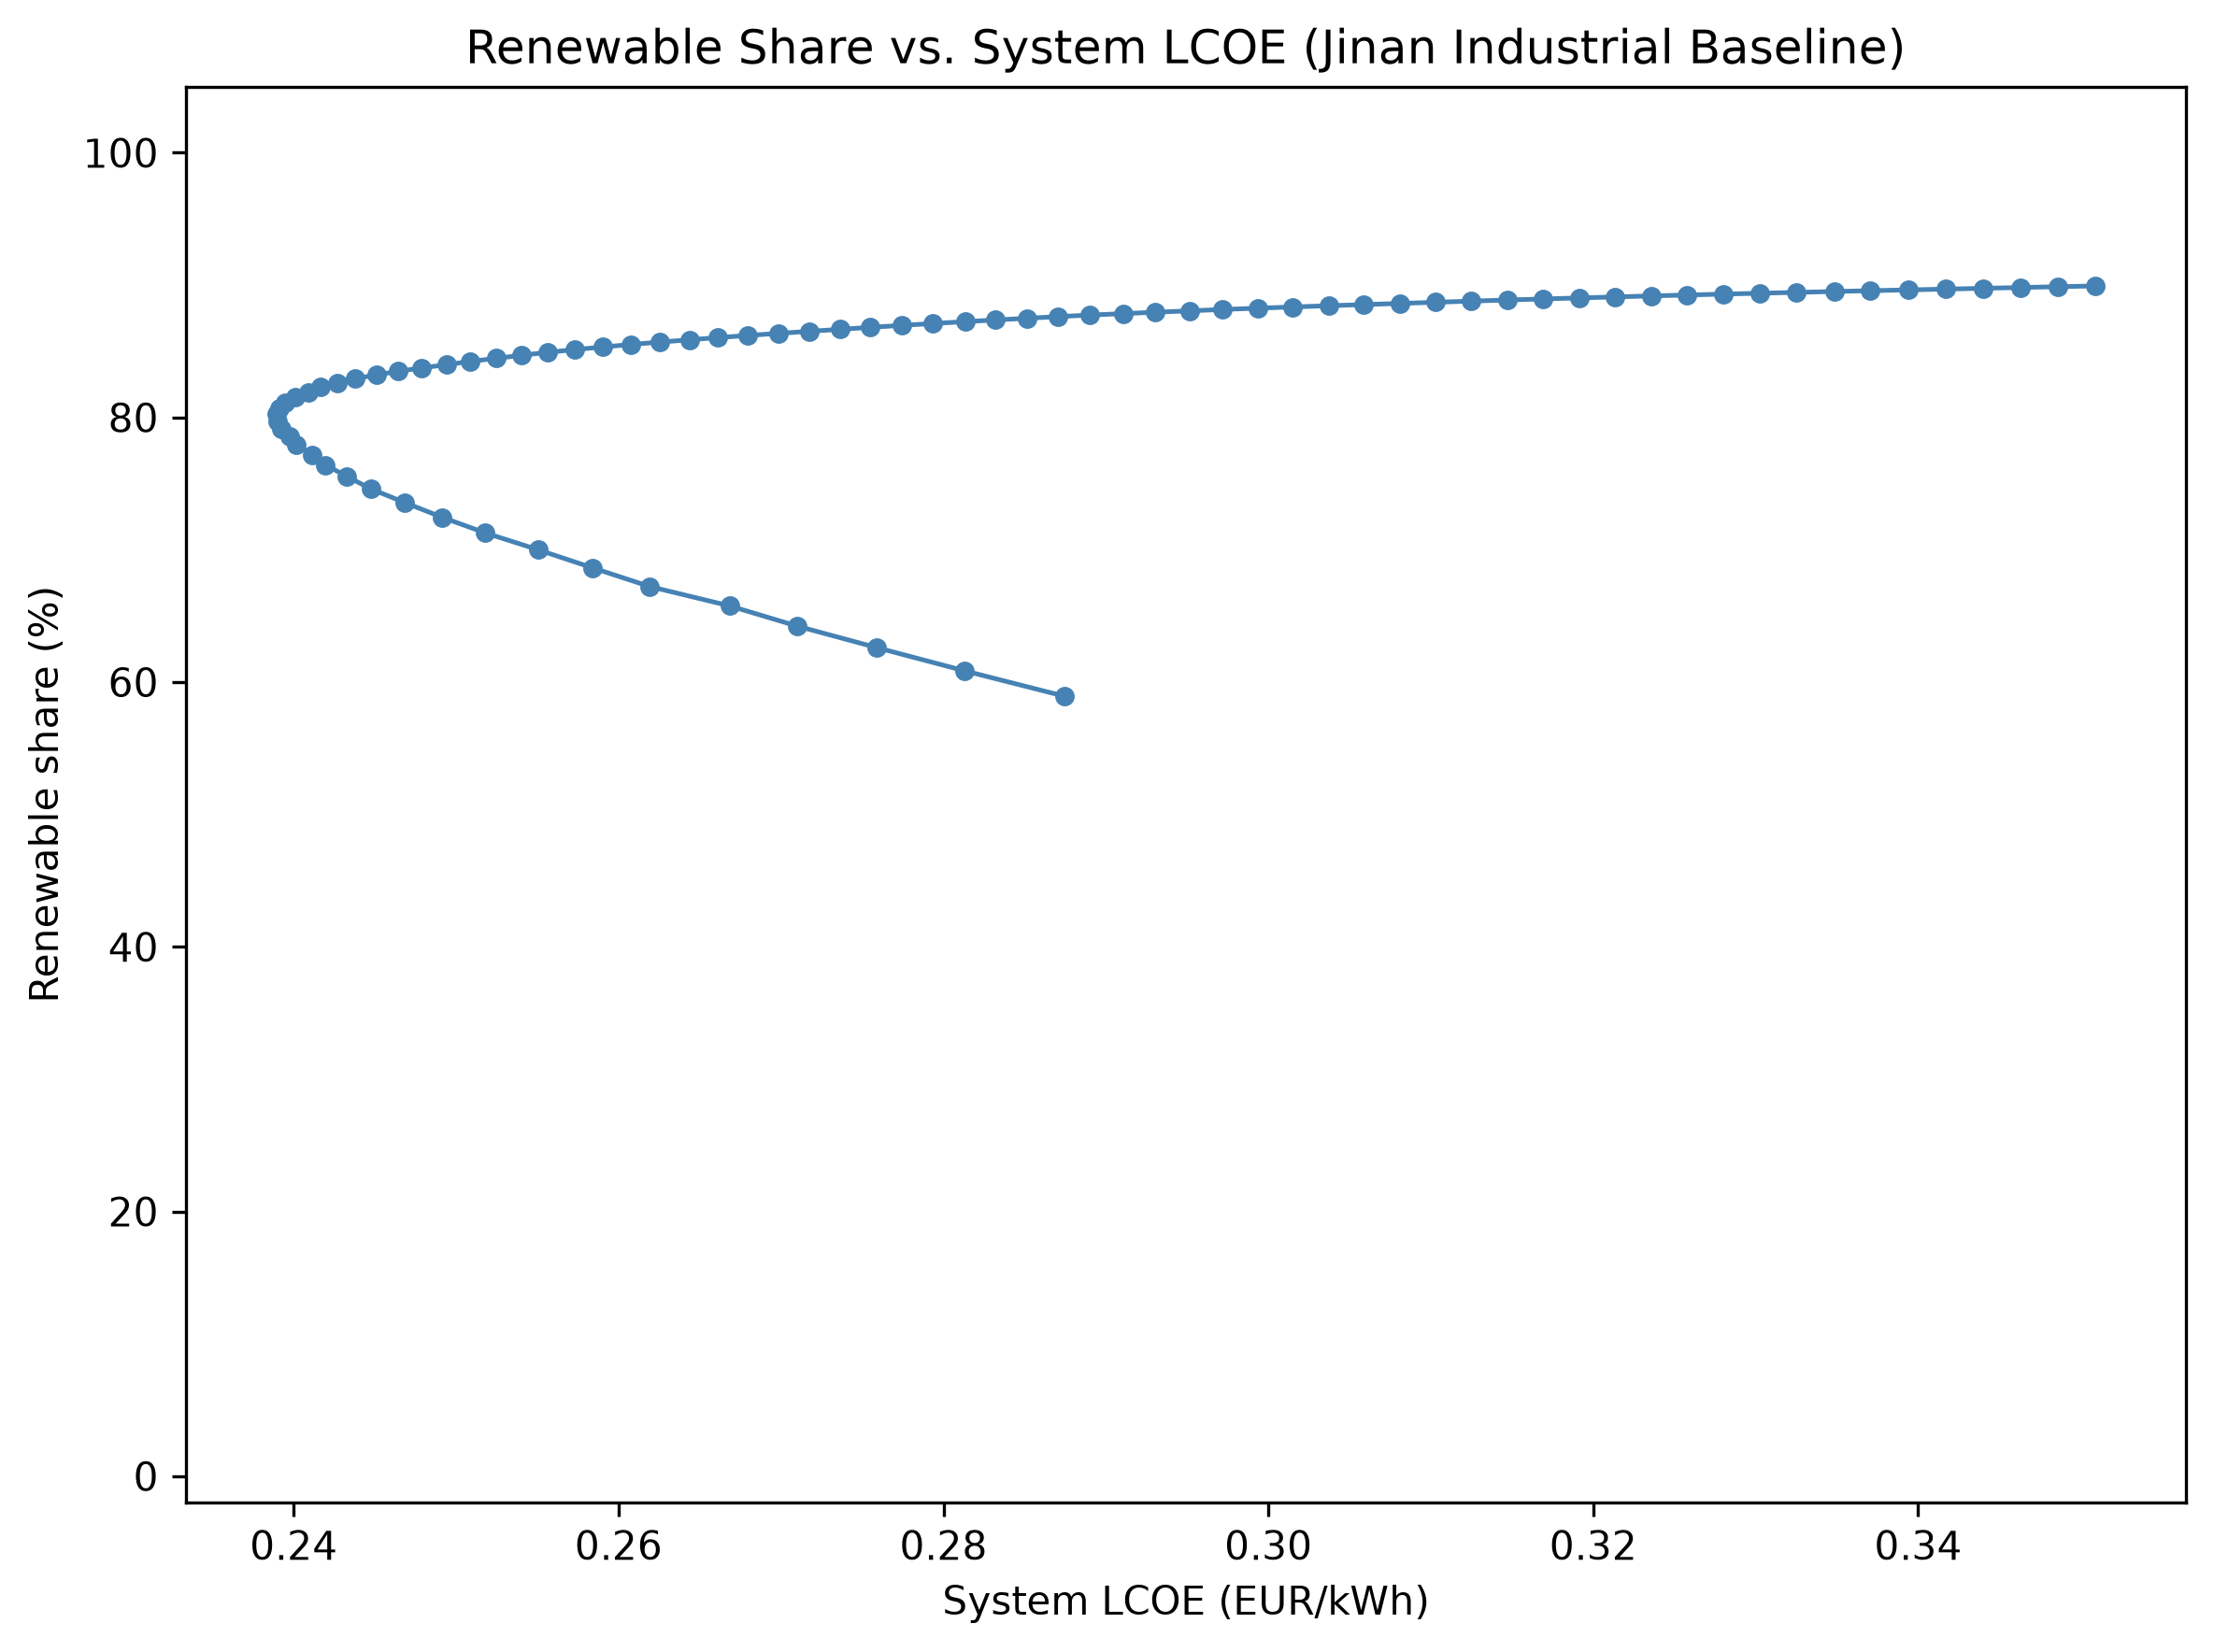 Renewable Share vs. System LCOE (Jinan Industrial Baseline)
Renewable share (%)
100
80
60
40
20
0
0.24 0.26 0.28 0.30 0.32 0.34
System LCOE (EUR/kWh)